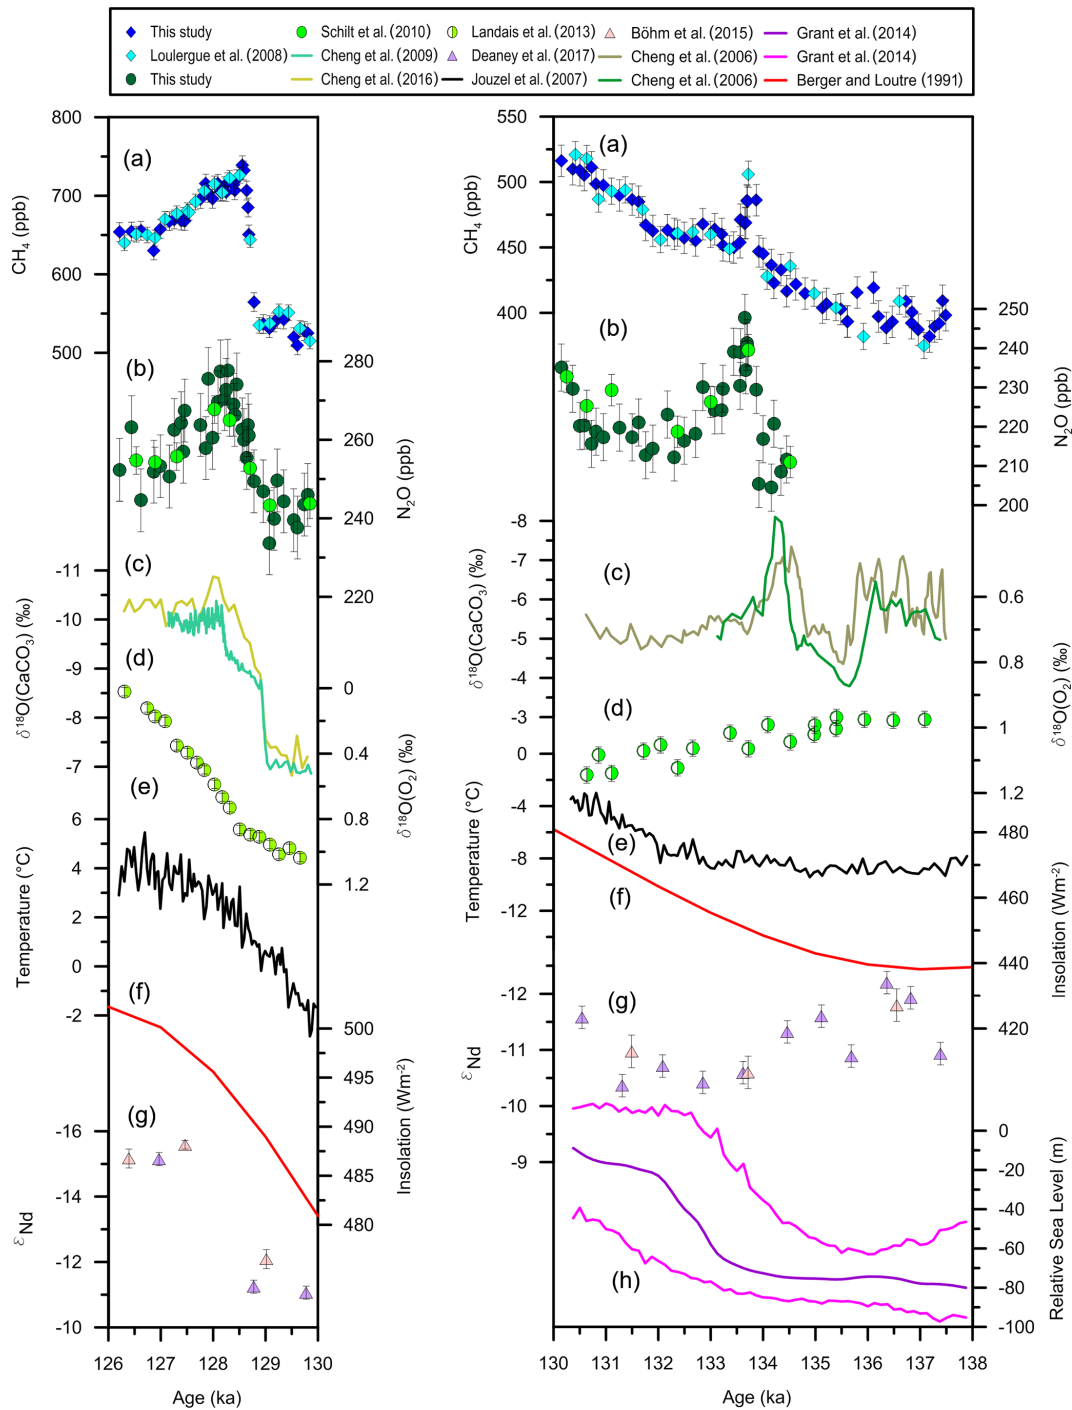 This study
Schilt et al. (2010)
Landais et al. (2013)
Böhm et al. (2015)
Grant et al. (2014)
Loulergue et al. (2008)
Cheng et al. (2009)
Deaney et al. (2017)
Cheng et al. (2006)
Grant et al. (2014)
This study
Cheng et al. (2016)
Jouzel et al. (2007)
Cheng et al. (2006)
Berger and Loutre (1991)
800
700
600
500
CH4 (ppb)
(a)
280
260
240
220
N2O (ppb)
(b)
-11
-10
-9
-8
-7
δ18O(CaCO3) (‰)
(c)
(d)
0
0.4
0.8
1.2
δ18O(O2) (‰)
(e)
6
4
2
0
-2
Temperature (°C)
(f)
500
495
490
485
480
Insolation (Wm-2)
(g)
-16
-14
-12
-10
εNd
126 127 128 129 130
Age (ka)
550
500
450
400
CH4 (ppb)
(a)
250
240
230
220
210
200
N2O (ppb)
(b)
-8
-7
-6
-5
-4
-3
δ18O(CaCO3) (‰)
(c)
0.6
0.8
1
1.2
δ18O(O2) (‰)
(d)
0
-4
-8
-12
Temperature (°C)
(e)
(f)
480
460
440
420
Insolation (Wm-2)
(g)
-12
-11
-10
-9
εNd
0
-20
-40
-60
-80
-100
Relative Sea Level (m)
(h)
130 131 132 133 134 135 136 137 138
Age (ka)